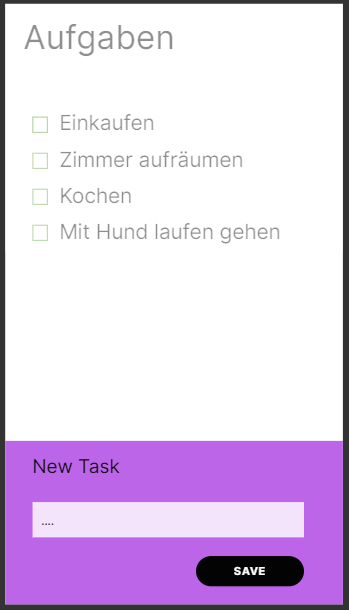 Aufgaben
Einkaufen
Zimmer aufräumen
Kochen
Mit Hund laufen gehen
New Task
....
SAVE